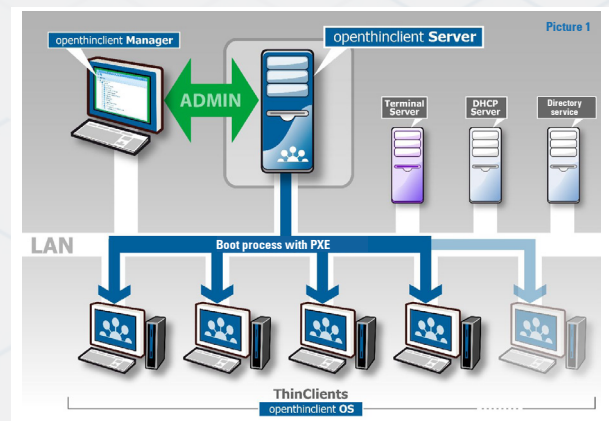 Picture 1
openthinclient Manager
openthinclient Server
ADMIN
Terminal
Server
DHCP
Server
Directory
service
LAN
Boot process with PXE
ThinClients
openthinclient OS